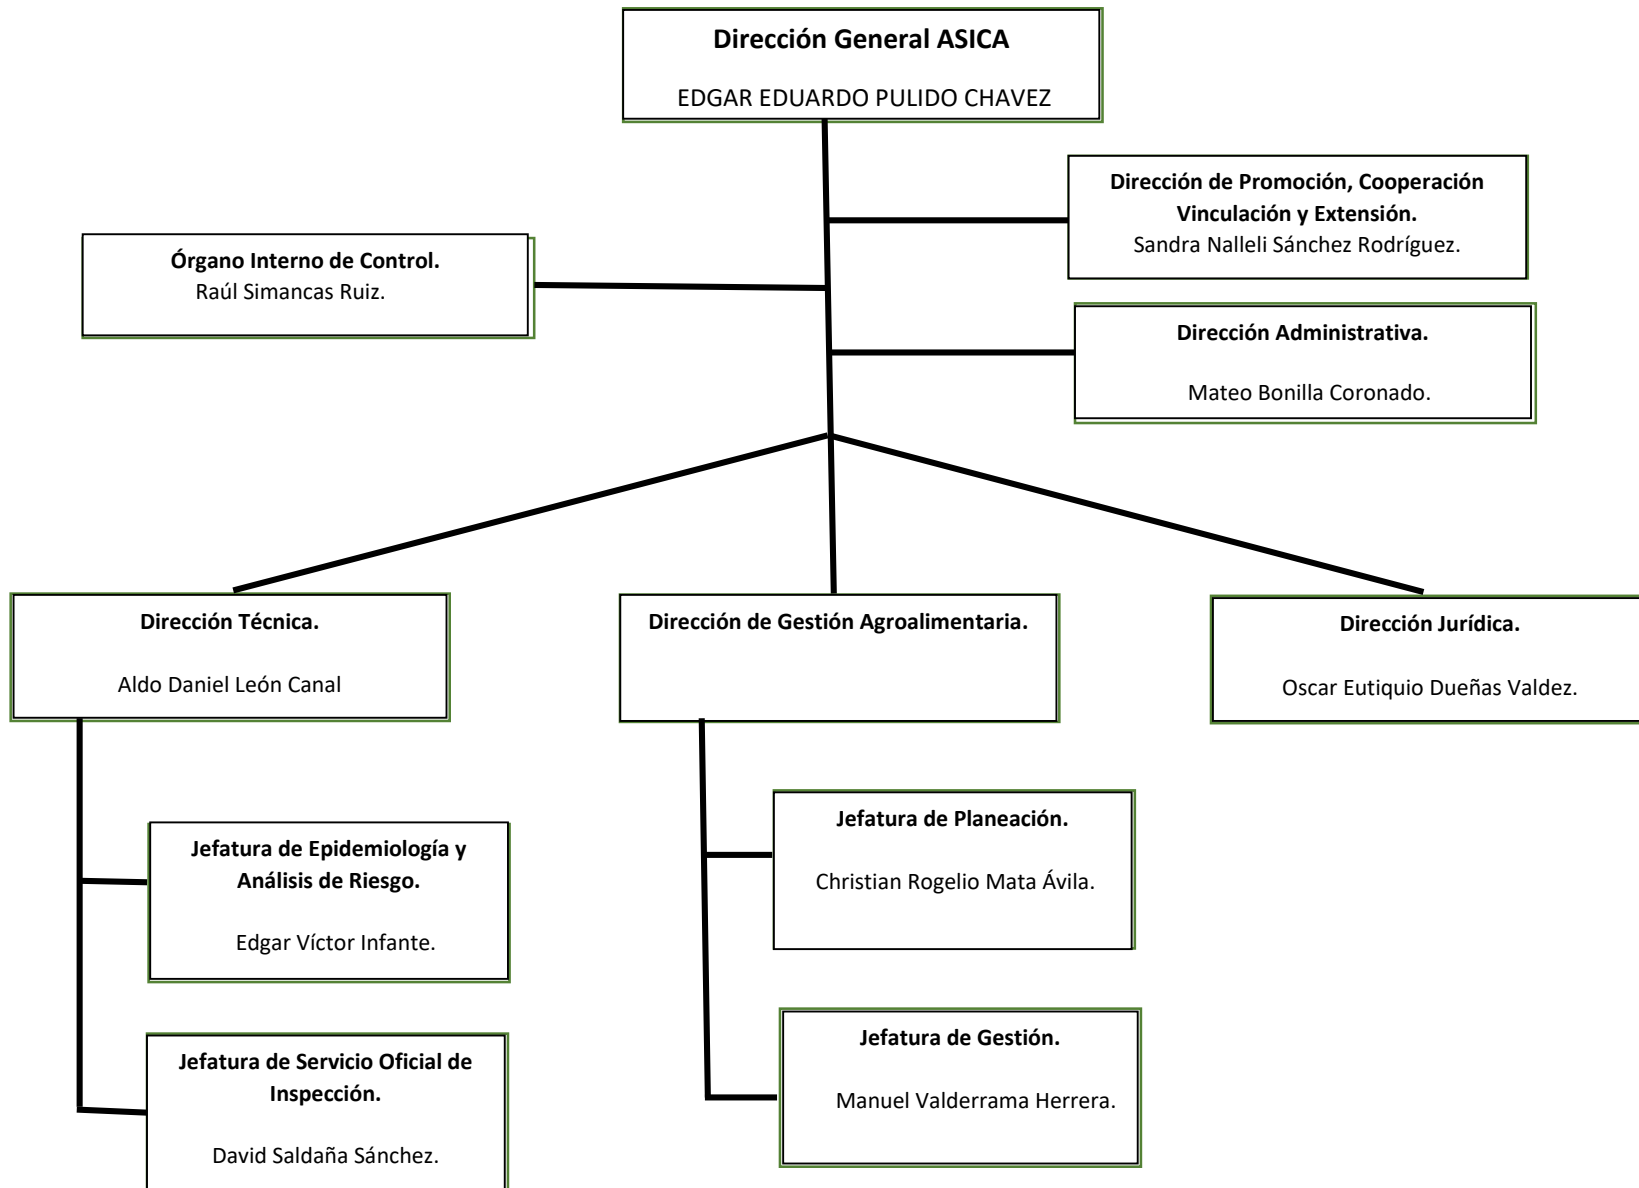 Dirección General ASICA
EDGAR EDUARDO PULIDO CHAVEZ
Dirección de Promoción, Cooperación
Vinculación y Extensión.
Sandra Nalleli Sánchez Rodríguez.
Órgano Interno de Control.
Raúl Simancas Ruiz.
Dirección Administrativa.
Mateo Bonilla Coronado.
Dirección Técnica.
Aldo Daniel León Canal
Dirección de Gestión Agroalimentaria.
Dirección Jurídica.
Oscar Eutiquio Dueñas Valdez.
Jefatura de Epidemiología y
Análisis de Riesgo.
Edgar Víctor Infante.
Jefatura de Planeación.
Christian Rogelio Mata Ávila.
Jefatura de Servicio Oficial de
Inspección.
David Saldaña Sánchez.
Jefatura de Gestión.
Manuel Valderrama Herrera.